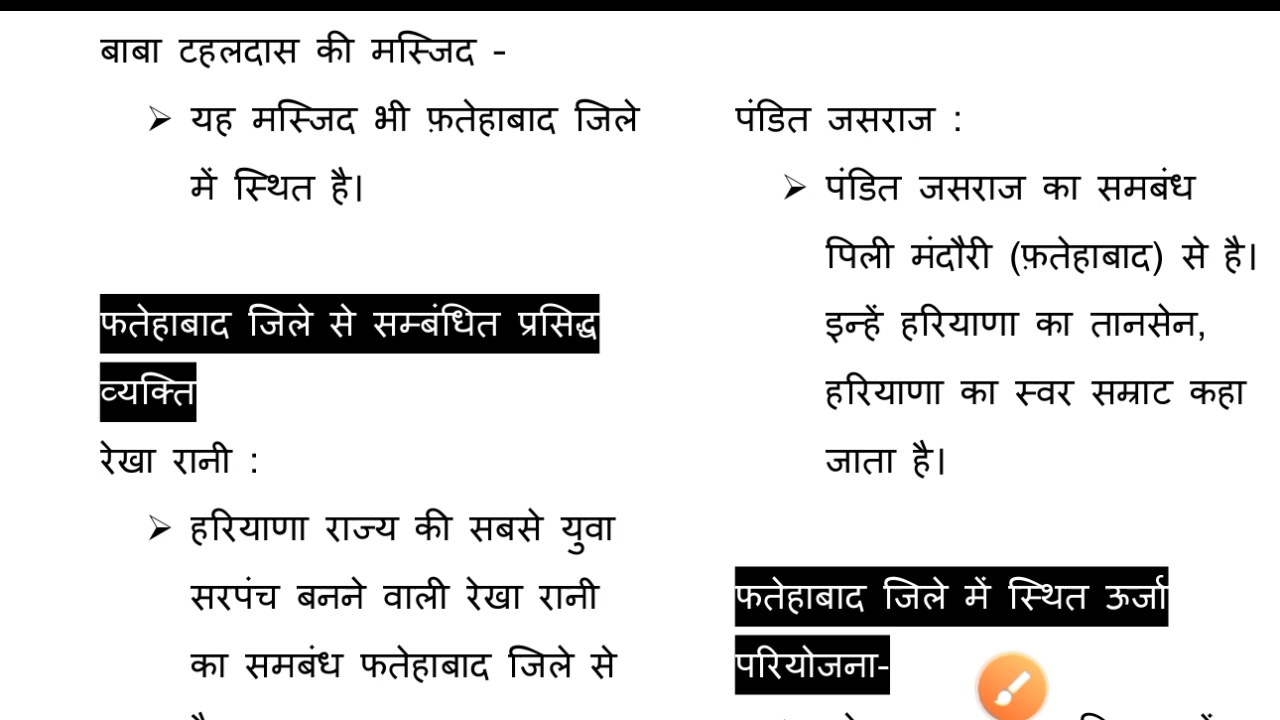 बाबा टहलदास की मस्जिद -
➢ यह मस्जिद भी फ़तेहाबाद जिले
में स्थित है।
फतेहाबाद जिले से सम्बंधित प्रसिद्ध
व्यक्ति
रेखा रानी :
➢ हरियाणा राज्य की सबसे युवा
सरपंच बनने वाली रेखा रानी
का समबंध फतेहाबाद जिले से
पंडित जसराज :
➢ पंडित जसराज का समबंध
पिली मंदौरी (फ़तेहाबाद) से है।
इन्हें हरियाणा का तानसेन,
हरियाणा का स्वर सम्राट कहा
जाता है।
फतेहाबाद जिले में स्थित ऊर्जा
परियोजना-